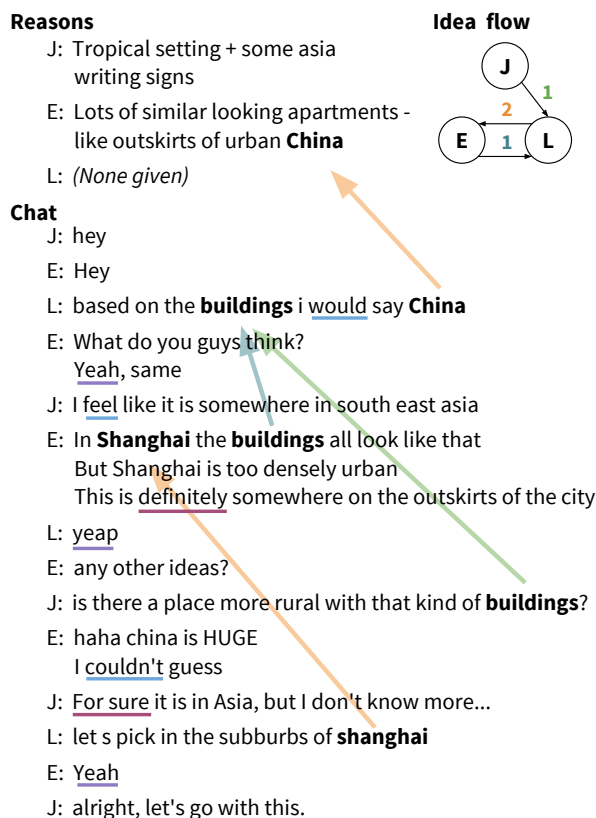 Reasons
J: Tropical setting + some asia
writing signs
E: Lots of similar looking apartments -
like outskirts of urban China
L: (None given)
Idea flow
J
1
2
E
1
L
Chat
J: hey
E: Hey
L: based on the buildings i would say China
E: What do you guys think?
Yeah, same
J: I feel like it is somewhere in south east asia
E: In Shanghai the buildings all look like that
But Shanghai is too densely urban
This is definitely somewhere on the outskirts of the city
L: yeap
E: any other ideas?
J: is there a place more rural with that kind of buildings?
E: haha china is HUGE
I couldn't guess
J: For sure it is in Asia, but I don't know more...
L: let s pick in the subburbs of shanghai
E: Yeah
J: alright, let's go with this.